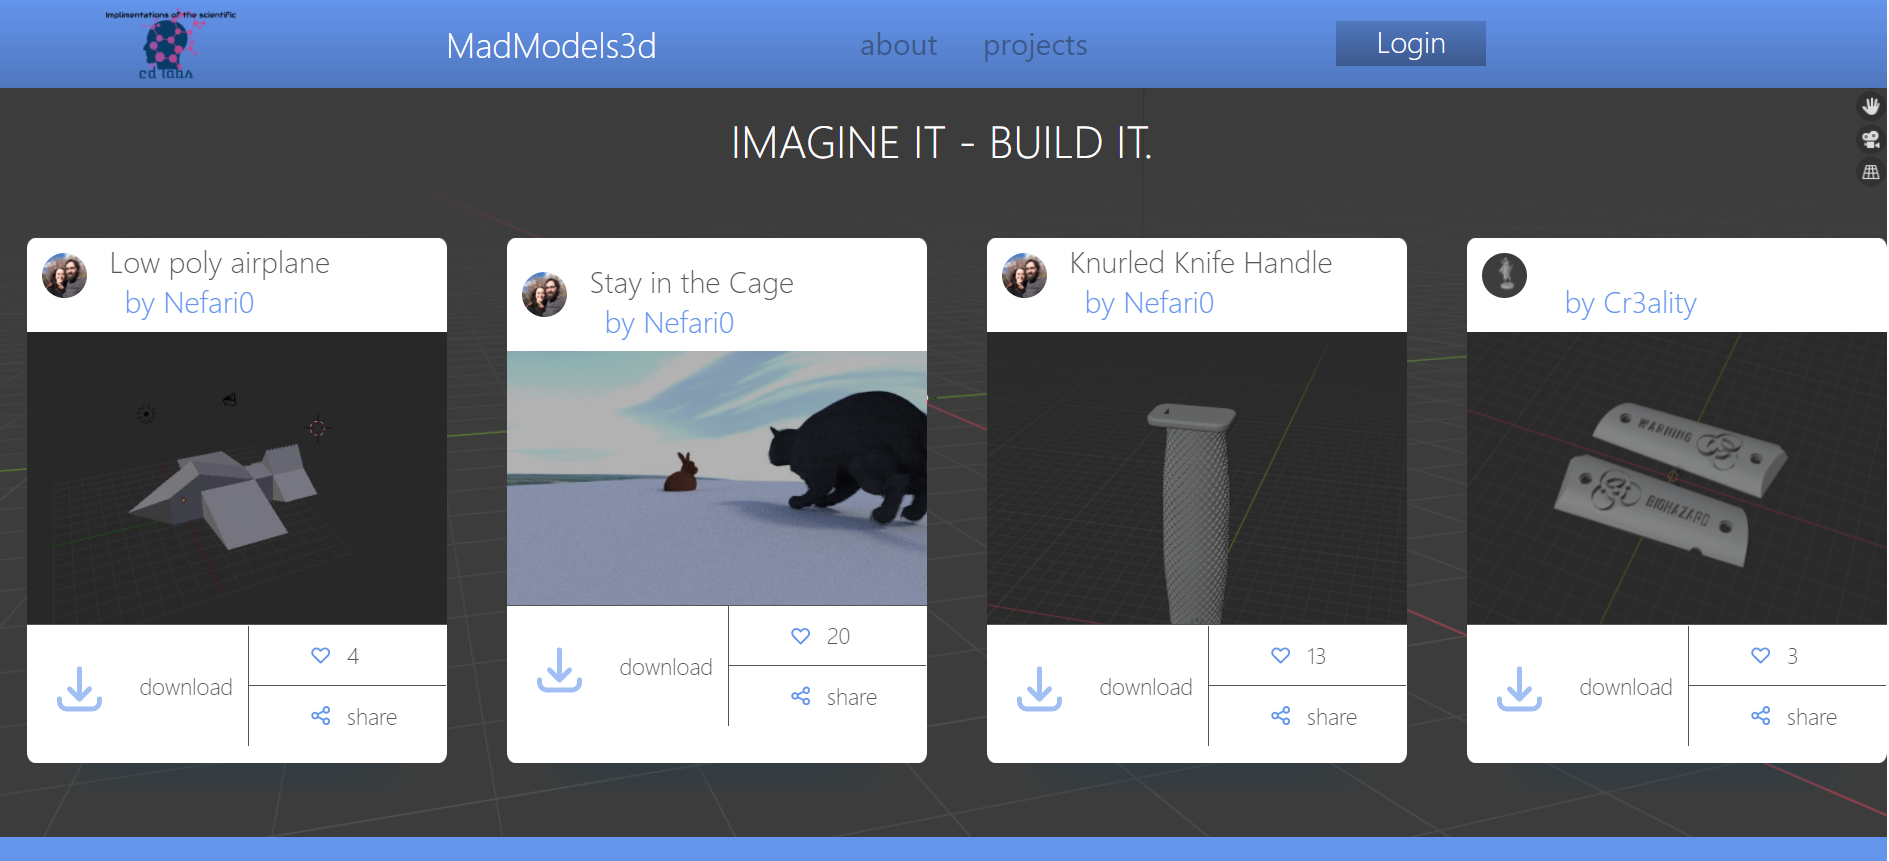 Implimentations of the scientific
cd labs
MadModels3d
about
projects
Login
IMAGINE IT - BUILD IT.
Low poly airplane
by Nefari0
download
4
share
Stay in the Cage
by Nefari0
download
20
share
Knurled Knife Handle
by Nefari0
download
13
share
by Cr3ality
WARNING
BIOHAZARD
download
3
share